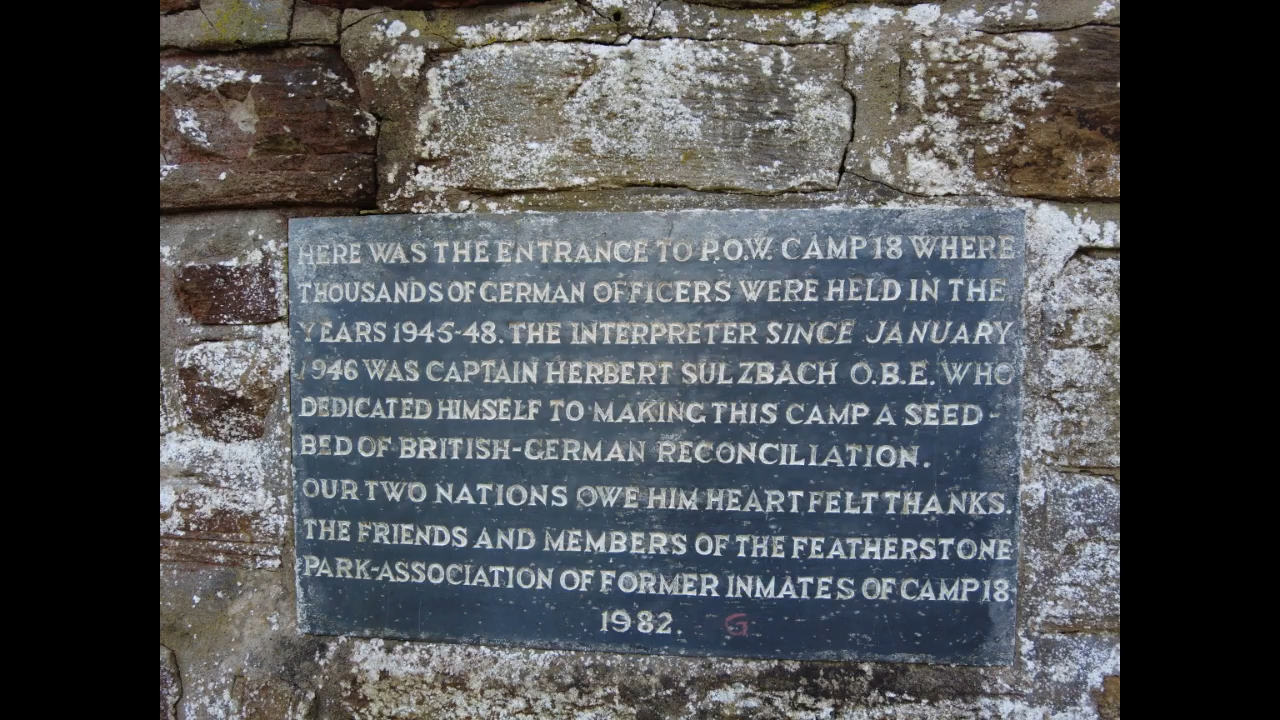 HERE WAS THE ENTRANCE TO P.O.W. CAMP 18 WHERE
THOUSANDS OF GERMAN OFFICERS WERE HELD IN THE
YEARS 1945-48. THE INTERPRETER SINCE JANUARY
1946 WAS CAPTAIN HERBERT SULZBACH O.B.E. WHO
DEDICATED HIMSELF TO MAKING THIS CAMP A SEED-
BED OF BRITISH-GERMAN RECONCILIATION.
OUR TWO NATIONS OWE HIM HEARTFELT THANKS.
THE FRIENDS AND MEMBERS OF THE FEATHERSTONE
PARK-ASSOCIATION OF FORMER INMATES OF CAMP 18
1982. G